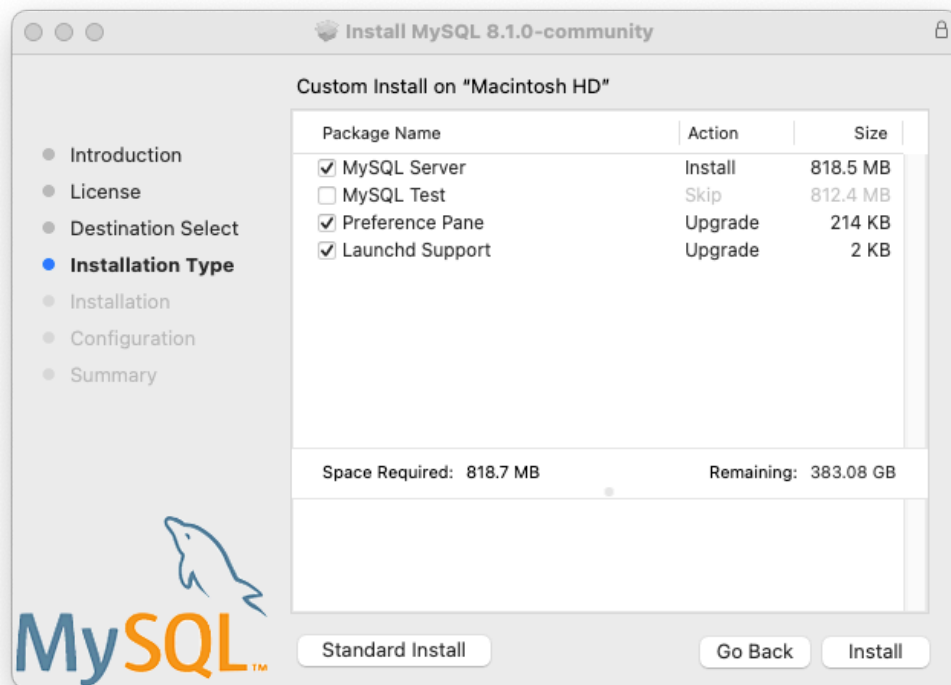 Install MySQL 8.1.0-community
Custom Install on “Macintosh HD”
Introduction
License
Destination Select
Installation Type
Installation
Configuration
Summary
Package Name Action Size
MySQL Server Install 818.5 MB
MySQL Test Skip 812.4 MB
Preference Pane Upgrade 214 KB
Launchd Support Upgrade 2 KB
Space Required: 818.7 MB Remaining: 383.08 GB
MySQL™
Standard Install Go Back Install